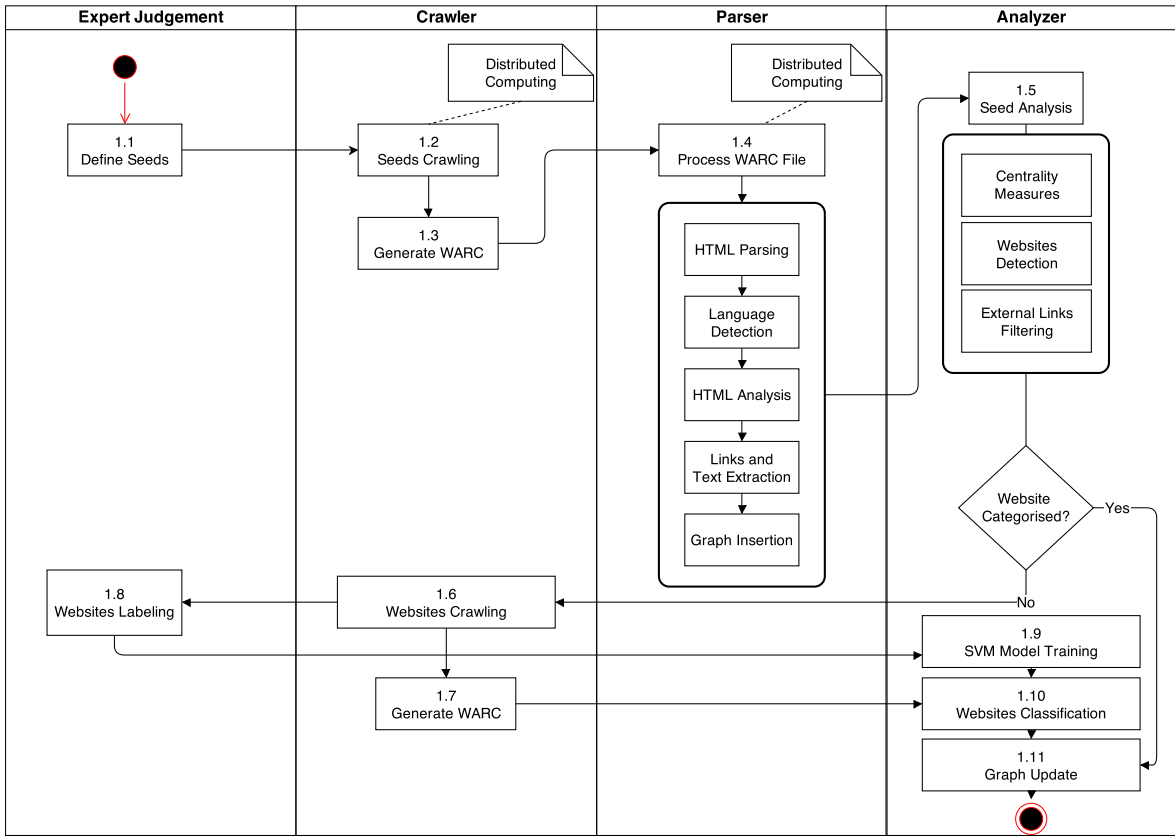 Expert Judgement
Crawler
Parser
Analyzer
Distributed
Computing
Distributed
Computing
1.1
Define Seeds
1.2
Seeds Crawling
1.3
Generate WARC
1.4
Process WARC File
HTML Parsing
Language
Detection
HTML Analysis
Links and
Text Extraction
Graph Insertion
1.5
Seed Analysis
Centrality
Measures
Websites
Detection
External Links
Filtering
Website
Categorised?
Yes
No
1.8
Websites Labeling
1.6
Websites Crawling
1.7
Generate WARC
1.9
SVM Model Training
1.10
Websites Classification
1.11
Graph Update